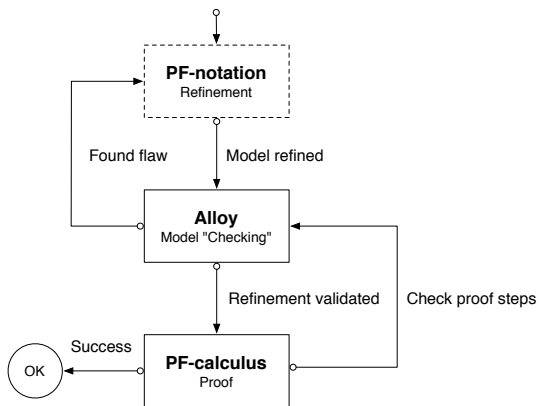 PF-notation
Refinement
Found flaw
Model refined
Alloy
Model "Checking"
Refinement validated
Check proof steps
Success
OK
PF-calculus
Proof